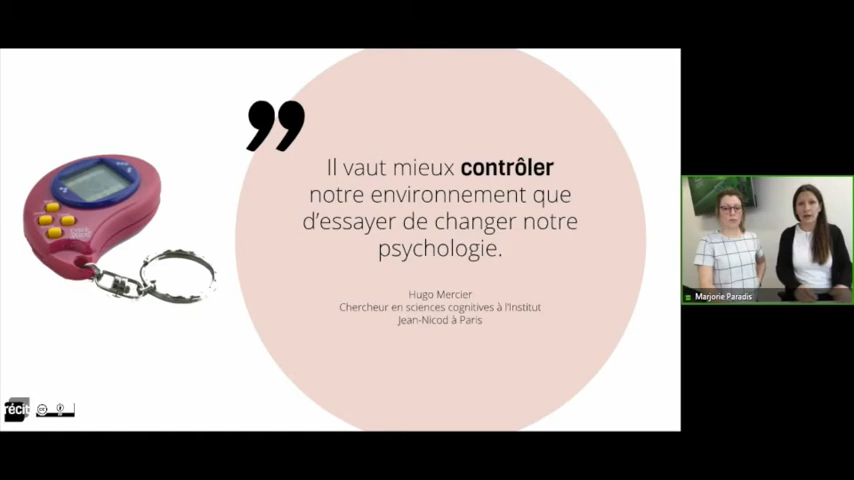 Il vaut mieux contrôler
notre environnement que
d'essayer de changer notre
psychologie.
Hugo Mercier
Chercheur en sciences cognitives à l'Institut
Jean-Nicod à Paris
Marjorie Paradis
récit